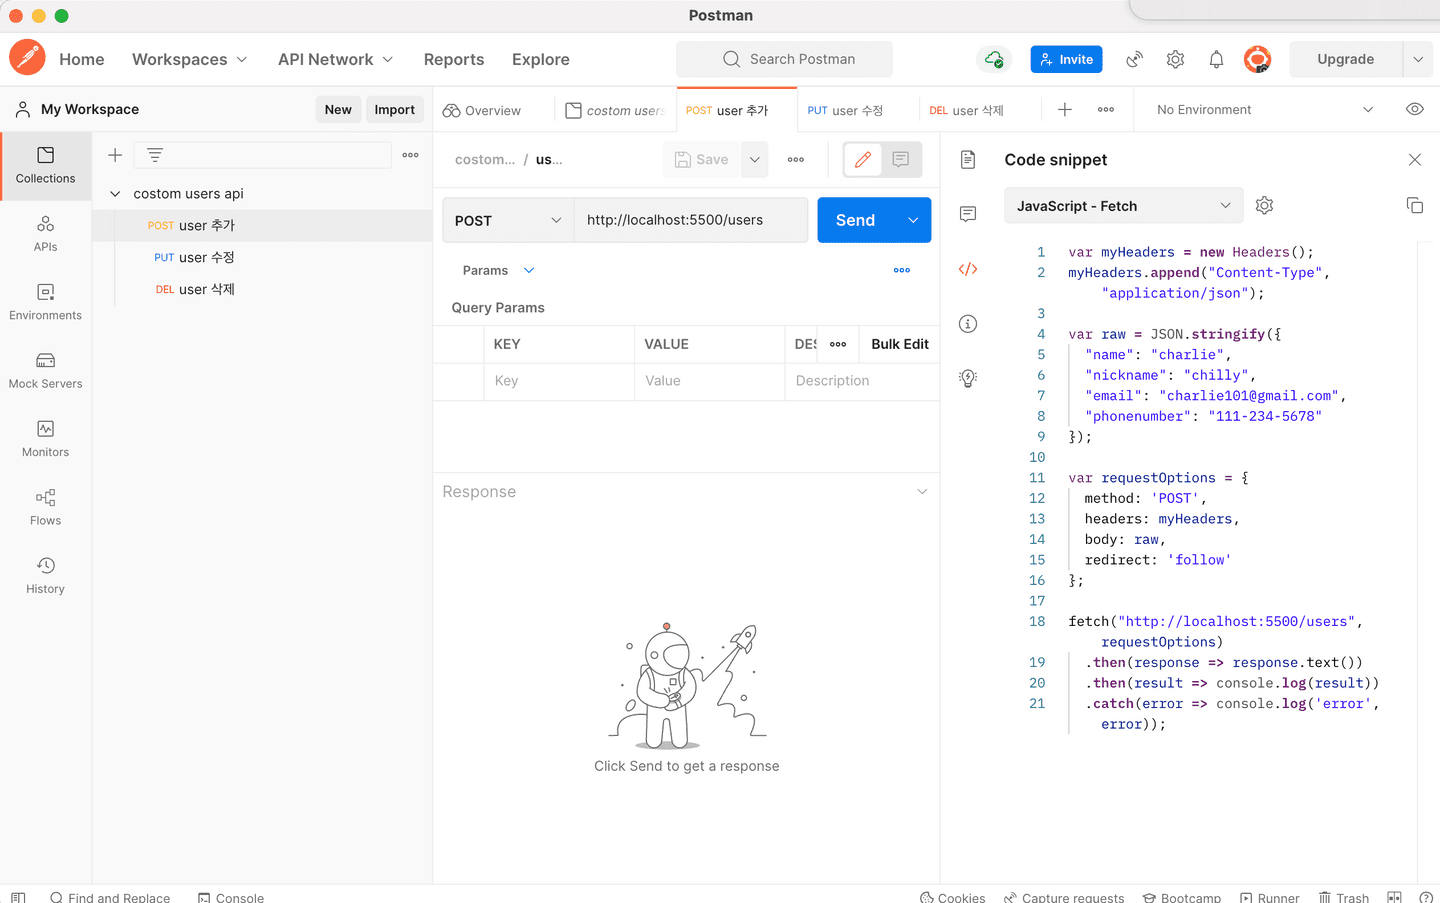 Postman
Home
Workspaces
API Network
Reports
Explore
Search Postman
Invite
Upgrade
My Workspace
New
Import
Overview
costom users
POST user 추가
PUT user 수정
DEL user 삭제
No Environment
Collections
APIs
Environments
Mock Servers
Monitors
Flows
History
costom users api
POST user 추가
PUT user 수정
DEL user 삭제
costom... / us...
Save
POST
http://localhost:5500/users
Send
Params
Query Params
KEY
VALUE
DES
Bulk Edit
Key
Value
Description
Response
Click Send to get a response
Code snippet
JavaScript - Fetch
1 var myHeaders = new Headers();
2 myHeaders.append("Content-Type",
"application/json");
3
4 var raw = JSON.stringify({
5 "name": "charlie",
6 "nickname": "chilly",
7 "email": "charlie101@gmail.com",
8 "phonenumber": "111-234-5678"
9 });
10
11 var requestOptions = {
12 method: 'POST',
13 headers: myHeaders,
14 body: raw,
15 redirect: 'follow'
16 };
17
18 fetch("http://localhost:5500/users",
requestOptions)
19 .then(response => response.text())
20 .then(result => console.log(result))
21 .catch(error => console.log('error',
error));
Find and Replace
Console
Cookies
Capture requests
Bootcamp
Runner
Trash